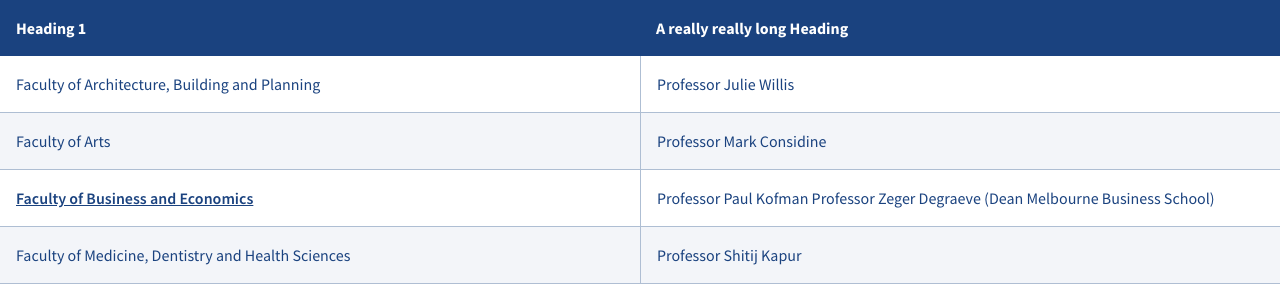 Heading 1
A really really long Heading
Faculty of Architecture, Building and Planning
Professor Julie Willis
Faculty of Arts
Professor Mark Considine
Faculty of Business and Economics
Professor Paul Kofman Professor Zeger Degraeve (Dean Melbourne Business School)
Faculty of Medicine, Dentistry and Health Sciences
Professor Shitij Kapur